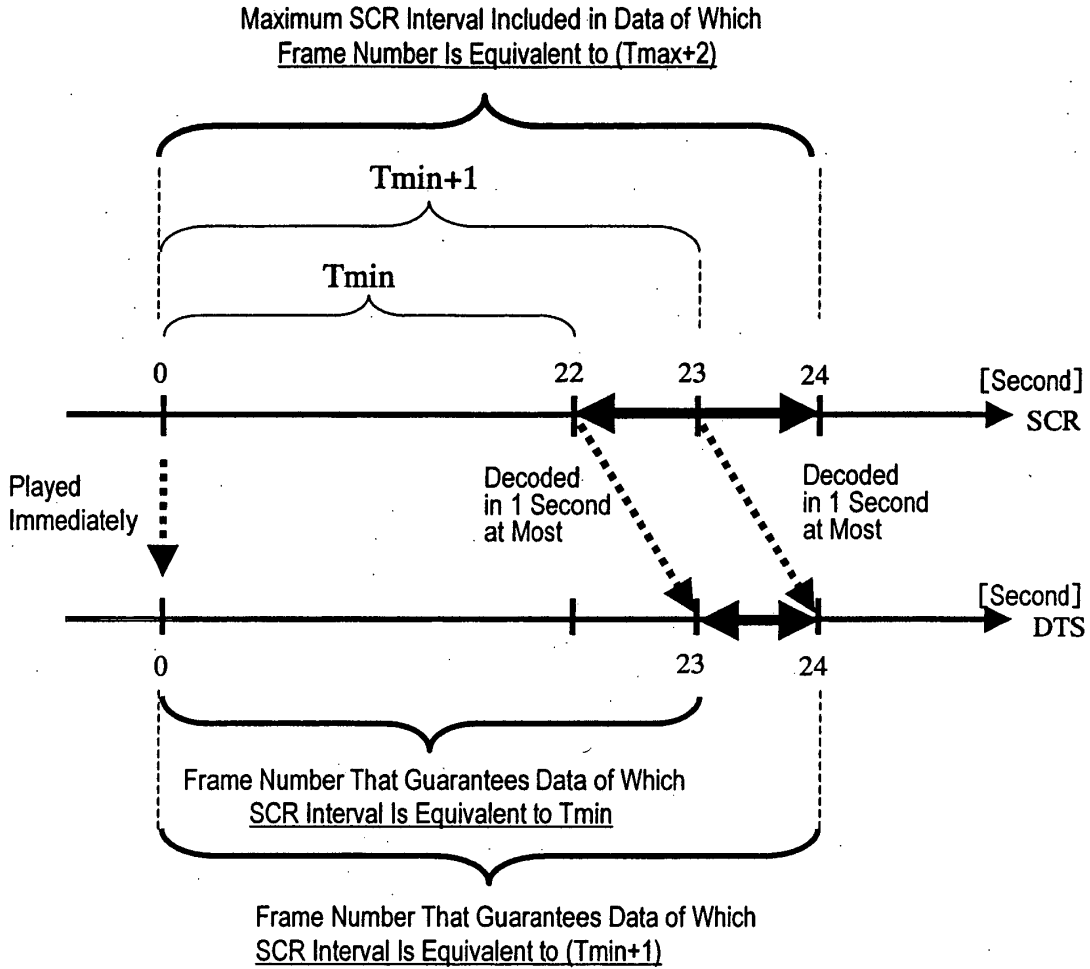 Maximum SCR Interval Included in Data of Which
Frame Number Is Equivalent to (Tmax+2)
Tmin+1
Tmin
0
22
23
24
[Second]
SCR
Played
Immediately
Decoded
in 1 Second
at Most
Decoded
in 1 Second
at Most
[Second]
DTS
0
23
24
Frame Number That Guarantees Data of Which
SCR Interval Is Equivalent to Tmin
Frame Number That Guarantees Data of Which
SCR Interval Is Equivalent to (Tmin+1)